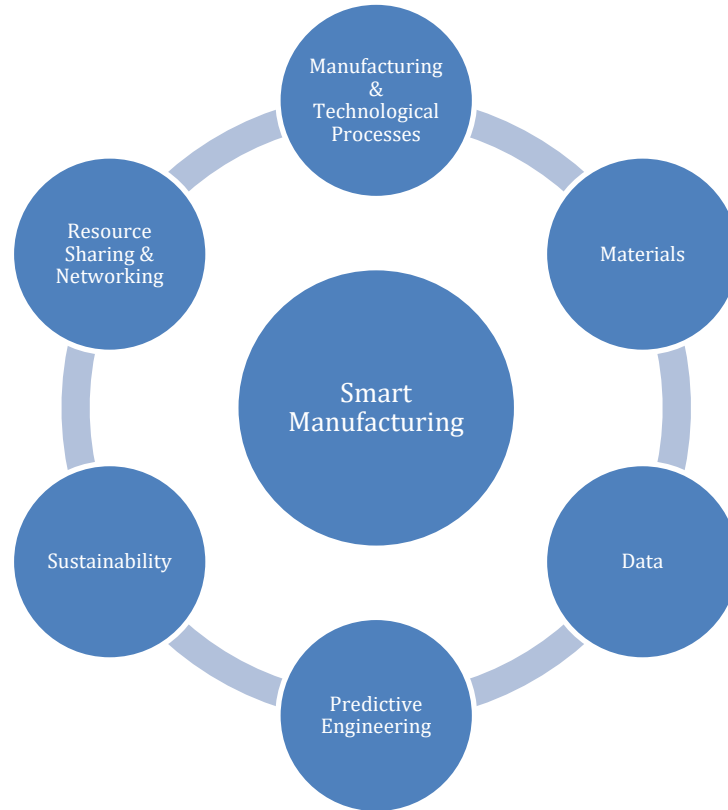 Manufacturing
&
Technological
Processes
Resource
Sharing &
Networking
Materials
Smart
Manufacturing
Sustainability
Data
Predictive
Engineering